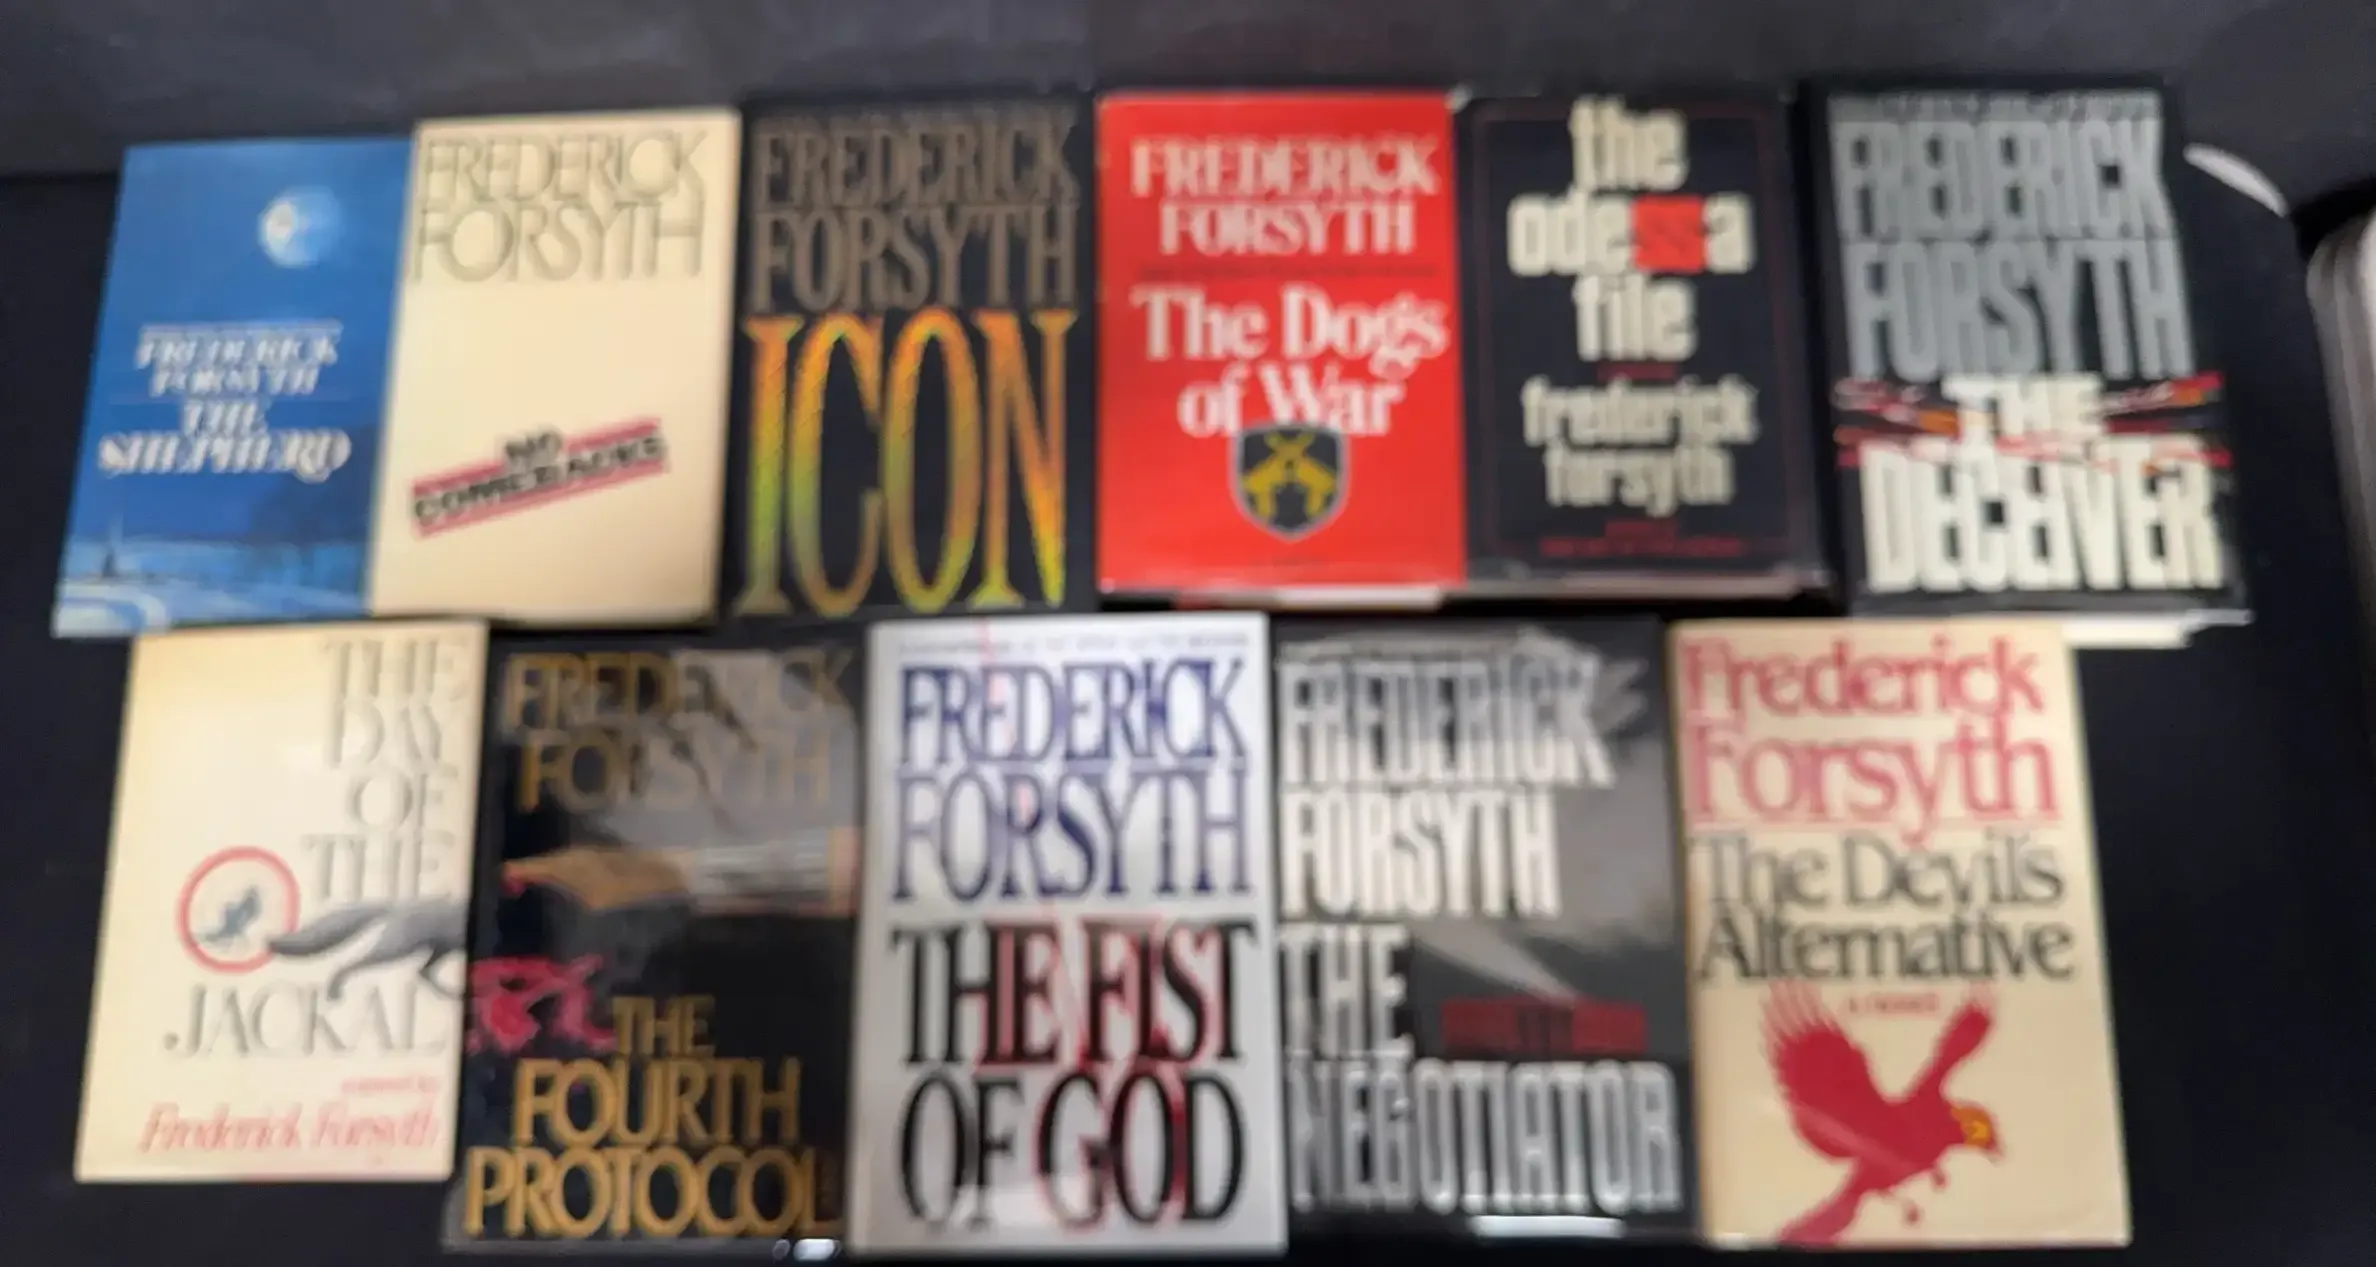 FREDERICK
FORSYTH
THE
SHEPHERD
FREDERICK
FORSYTH
NO
COMEBACKS
FREDERICK
FORSYTH
ICON
FREDERICK
FORSYTH
The Dogs
of War
the
odessa
file
frederick
forsyth
FREDERICK
FORSYTH
THE
DECEIVER
THE
DAY
OF
THE
JACKAL
Frederick Forsyth
FREDERICK
FORSYTH
THE
FOURTH
PROTOCOL
FREDERICK
FORSYTH
THE FIST
OF GOD
FREDERICK
FORSYTH
THE
NEGOTIATOR
Frederick
Forsyth
The Devil's
Alternative
A NOVEL